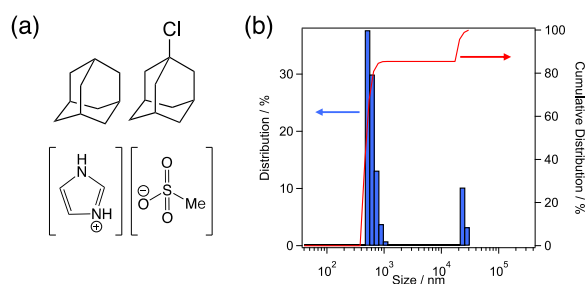 (a)
Cl
H
N
NH
⊕
⊖
O
O
S
Me
O
(b)
Distribution / %
30
20
10
0
10²
10³
10⁴
10⁵
Size / nm
100
80
60
40
20
0
Cumulative Distribution / %